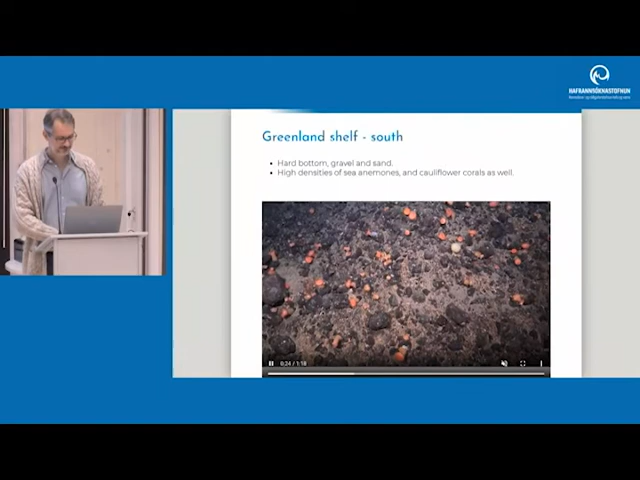 HAFRANNSÓKNASTOFNUN
Greenland shelf - south
• Hard bottom, gravel and sand.
• High densities of sea anemones, and cauliflower corals as well.
0:24 / 1:18